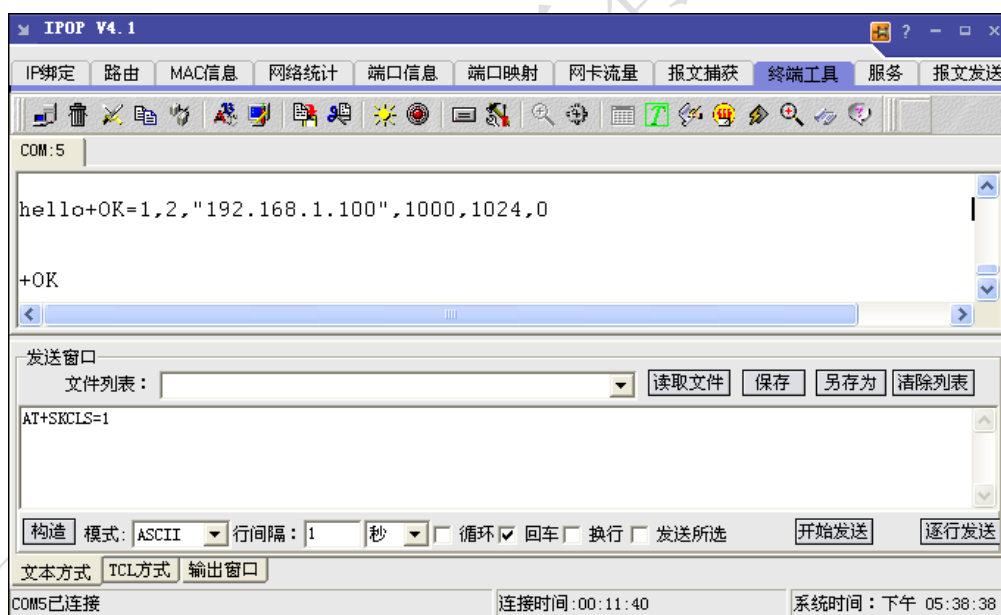 IPOP V4.1
IP绑定 路由 MAC信息 网络统计 端口信息 端口映射 网卡流量 报文捕获 终端工具 服务 报文发送
COM:5
hello+OK=1,2,"192.168.1.100",1000,1024,0
+OK
发送窗口
文件列表： 读取文件 保存 另存为 清除列表
AT+SKCLS=1
构造 模式: ASCII 行间隔：1 秒 循环 回车 换行 发送所选 开始发送 逐行发送
文本方式 TCL方式 输出窗口
COM5已连接 连接时间:00:11:40 系统时间：下午 05:38:38